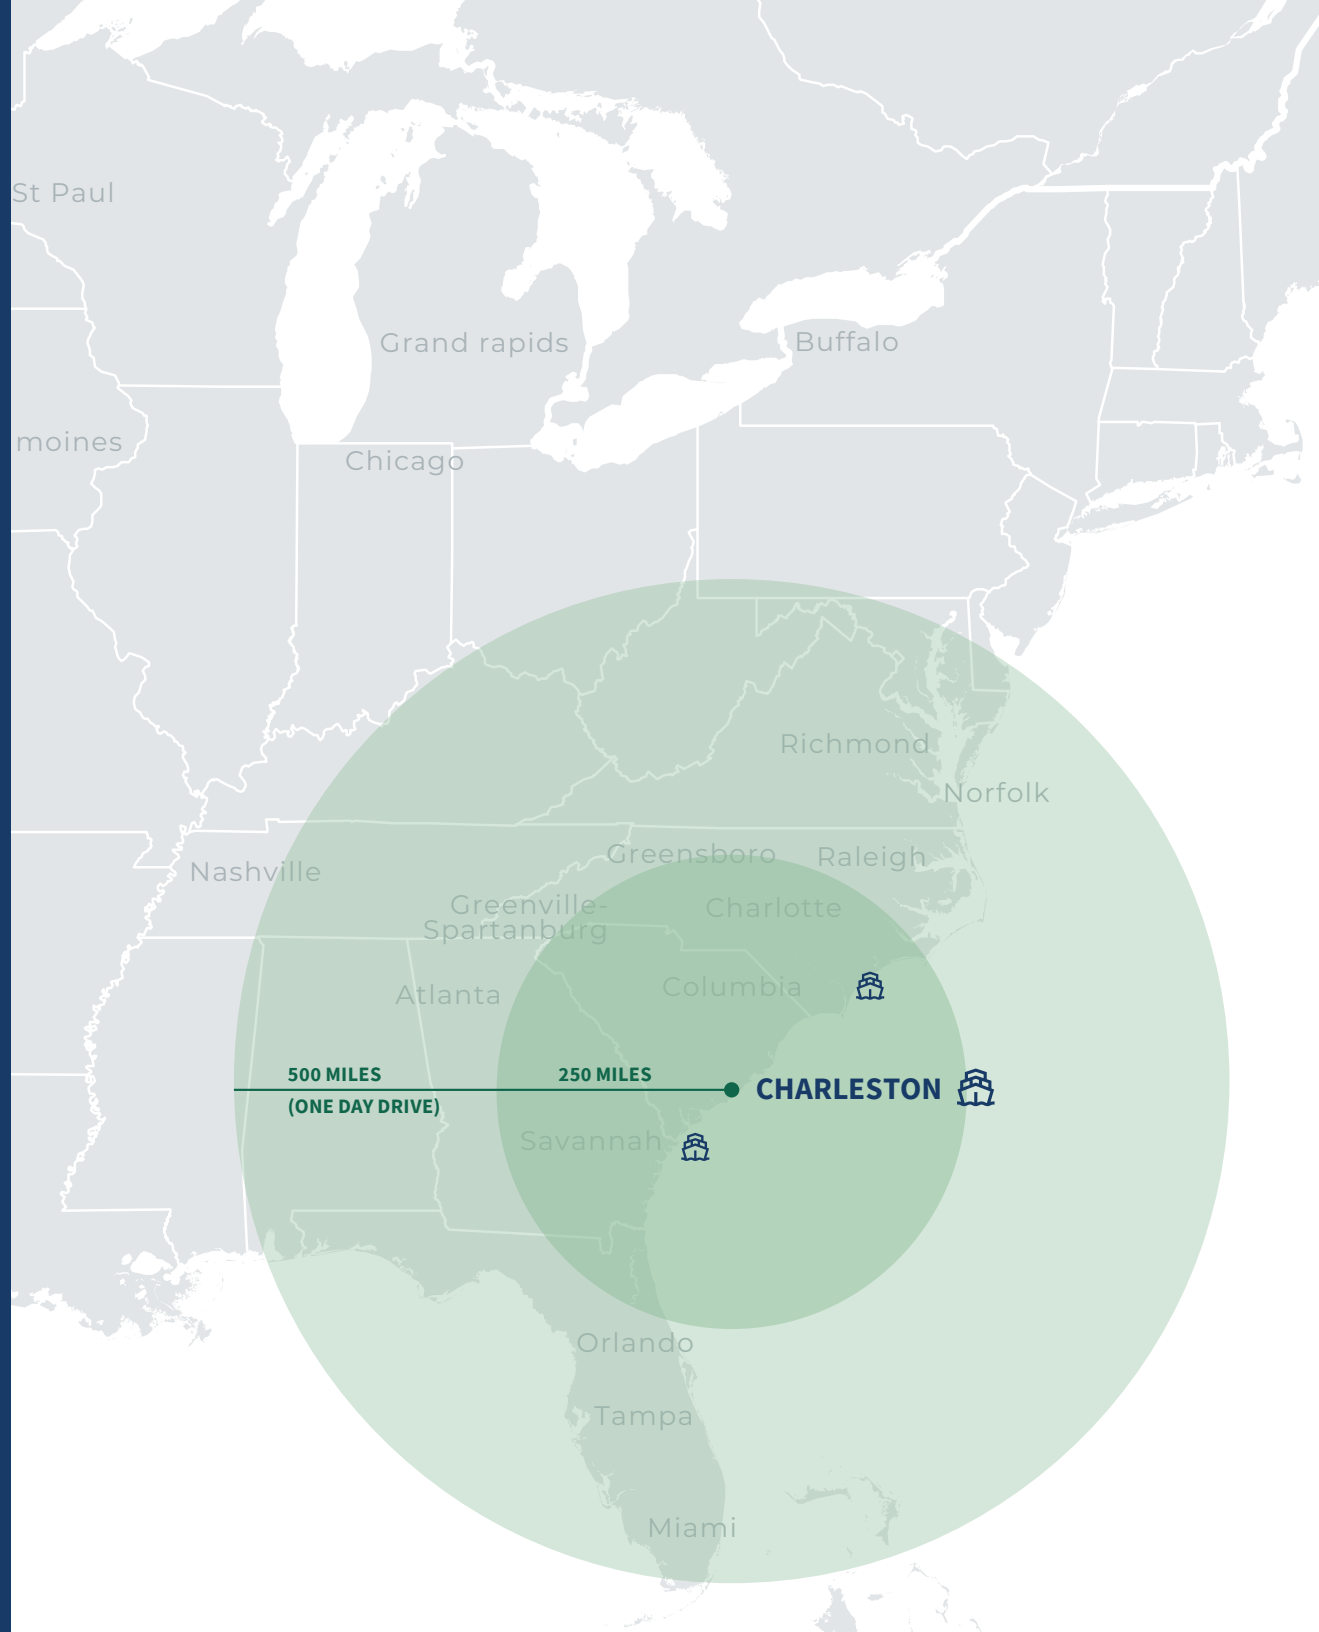 St Paul
Grand rapids
Buffalo
moines
Chicago
Richmond
Norfolk
Nashville
Greensboro
Raleigh
Greenville-
Spartanburg
Charlotte
Atlanta
Columbia
500 MILES
250 MILES
CHARLESTON
(ONE DAY DRIVE)
Savannah
Orlando
Tampa
Miami